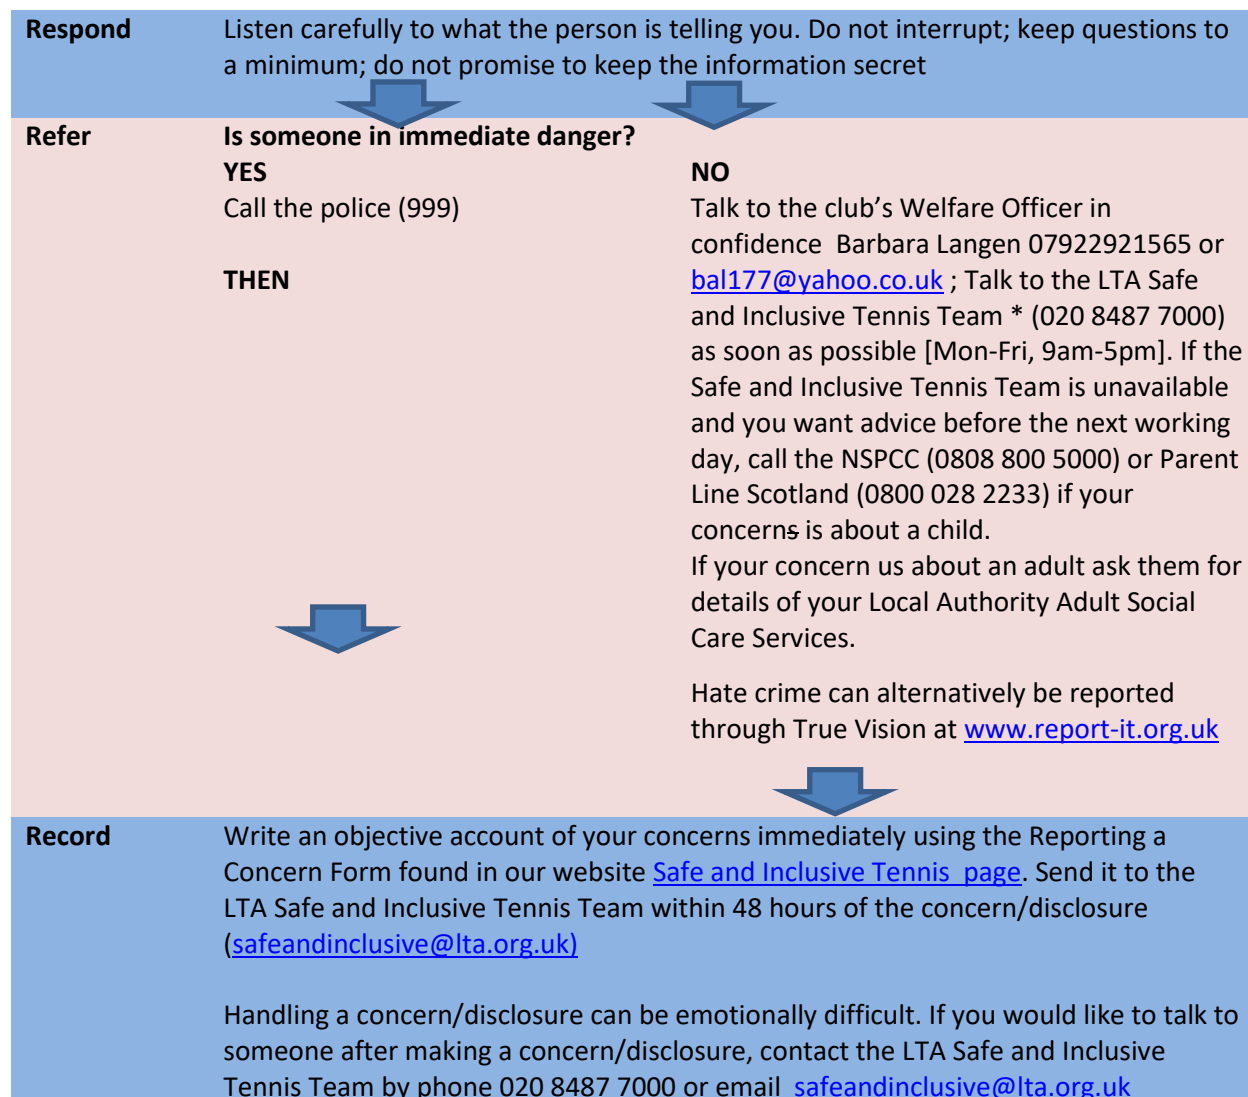 Respond Listen carefully to what the person is telling you. Do not interrupt; keep questions to
a minimum; do not promise to keep the information secret
Refer Is someone in immediate danger?
YES
Call the police (999)
THEN
NO
Talk to the club's Welfare Officer in
confidence Barbara Langen 07922921565 or
bal177@yahoo.co.uk ; Talk to the LTA Safe
and Inclusive Tennis Team * (020 8487 7000)
as soon as possible [Mon-Fri, 9am-5pm]. If the
Safe and Inclusive Tennis Team is unavailable
and you want advice before the next working
day, call the NSPCC (0808 800 5000) or Parent
Line Scotland (0800 028 2233) if your
concerns is about a child.
If your concern us about an adult ask them for
details of your Local Authority Adult Social
Care Services.
Hate crime can alternatively be reported
through True Vision at www.report-it.org.uk
Record Write an objective account of your concerns immediately using the Reporting a
Concern Form found in our website Safe and Inclusive Tennis page. Send it to the
LTA Safe and Inclusive Tennis Team within 48 hours of the concern/disclosure
(safeandinclusive@lta.org.uk)
Handling a concern/disclosure can be emotionally difficult. If you would like to talk to
someone after making a concern/disclosure, contact the LTA Safe and Inclusive
Tennis Team by phone 020 8487 7000 or email safeandinclusive@lta.org.uk